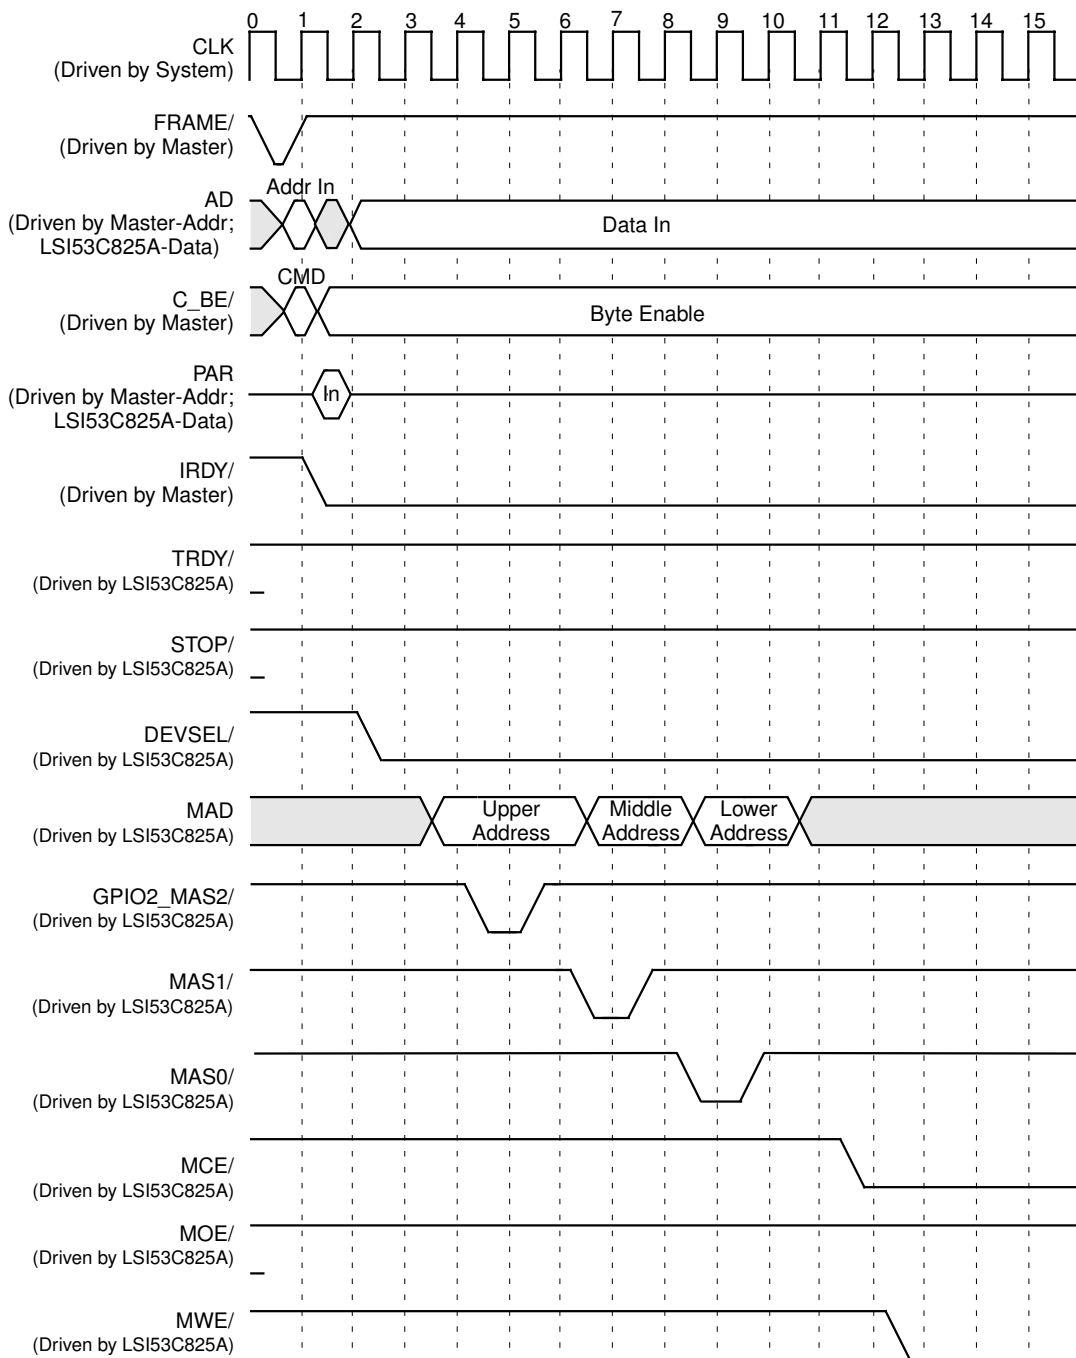 0 1 2 3 4 5 6 7 8 9 10 11 12 13 14 15
CLK
(Driven by System)
FRAME/
(Driven by Master)
Addr In
AD
(Driven by Master-Addr;
LSI53C825A-Data)
Data In
CMD
C_BE/
(Driven by Master)
Byte Enable
PAR
(Driven by Master-Addr;
LSI53C825A-Data)
In
IRDY/
(Driven by Master)
TRDY/
(Driven by LSI53C825A)
STOP/
(Driven by LSI53C825A)
DEVSEL/
(Driven by LSI53C825A)
MAD
(Driven by LSI53C825A)
Upper
Address
Middle
Address
Lower
Address
GPIO2_MAS2/
(Driven by LSI53C825A)
MAS1/
(Driven by LSI53C825A)
MAS0/
(Driven by LSI53C825A)
MCE/
(Driven by LSI53C825A)
MOE/
(Driven by LSI53C825A)
MWE/
(Driven by LSI53C825A)